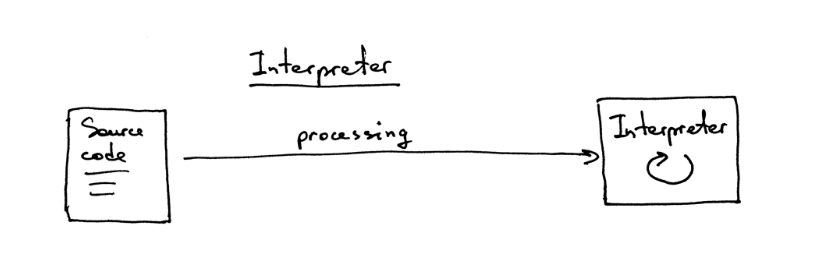 Interpreter
Source
code
processing
Interpreter